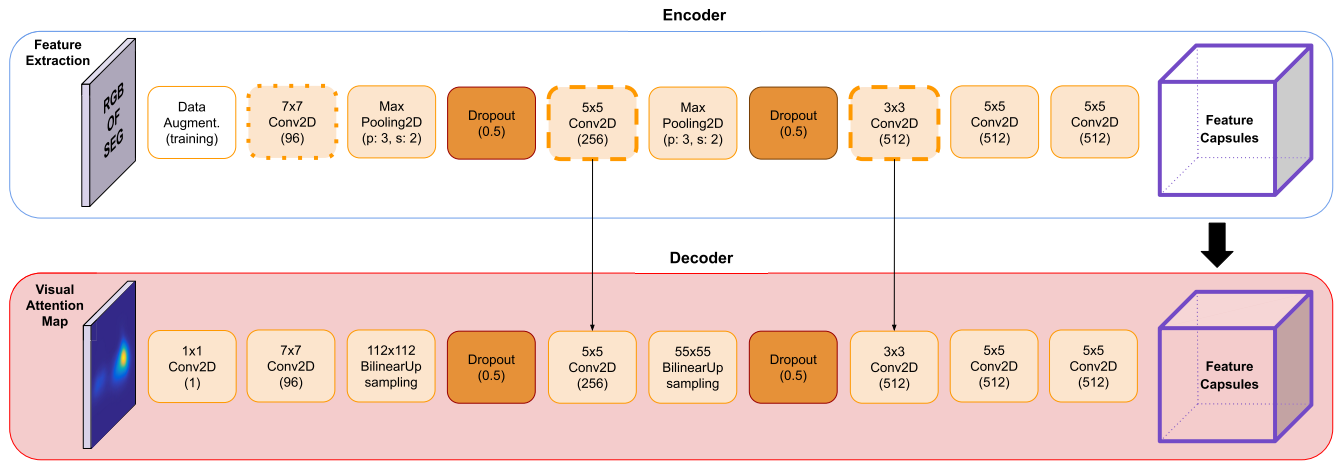 Encoder
Feature
Extraction
RGB
OF
SEG
Data
Augment.
(training)
7x7
Conv2D
(96)
Max
Pooling2D
(p: 3, s: 2)
Dropout
(0.5)
5x5
Conv2D
(256)
Max
Pooling2D
(p: 3, s: 2)
Dropout
(0.5)
3x3
Conv2D
(512)
5x5
Conv2D
(512)
5x5
Conv2D
(512)
Feature
Capsules
Decoder
Visual
Attention
Map
1x1
Conv2D
(1)
7x7
Conv2D
(96)
112x112
BilinearUp
sampling
Dropout
(0.5)
5x5
Conv2D
(256)
55x55
BilinearUp
sampling
Dropout
(0.5)
3x3
Conv2D
(512)
5x5
Conv2D
(512)
5x5
Conv2D
(512)
Feature
Capsules